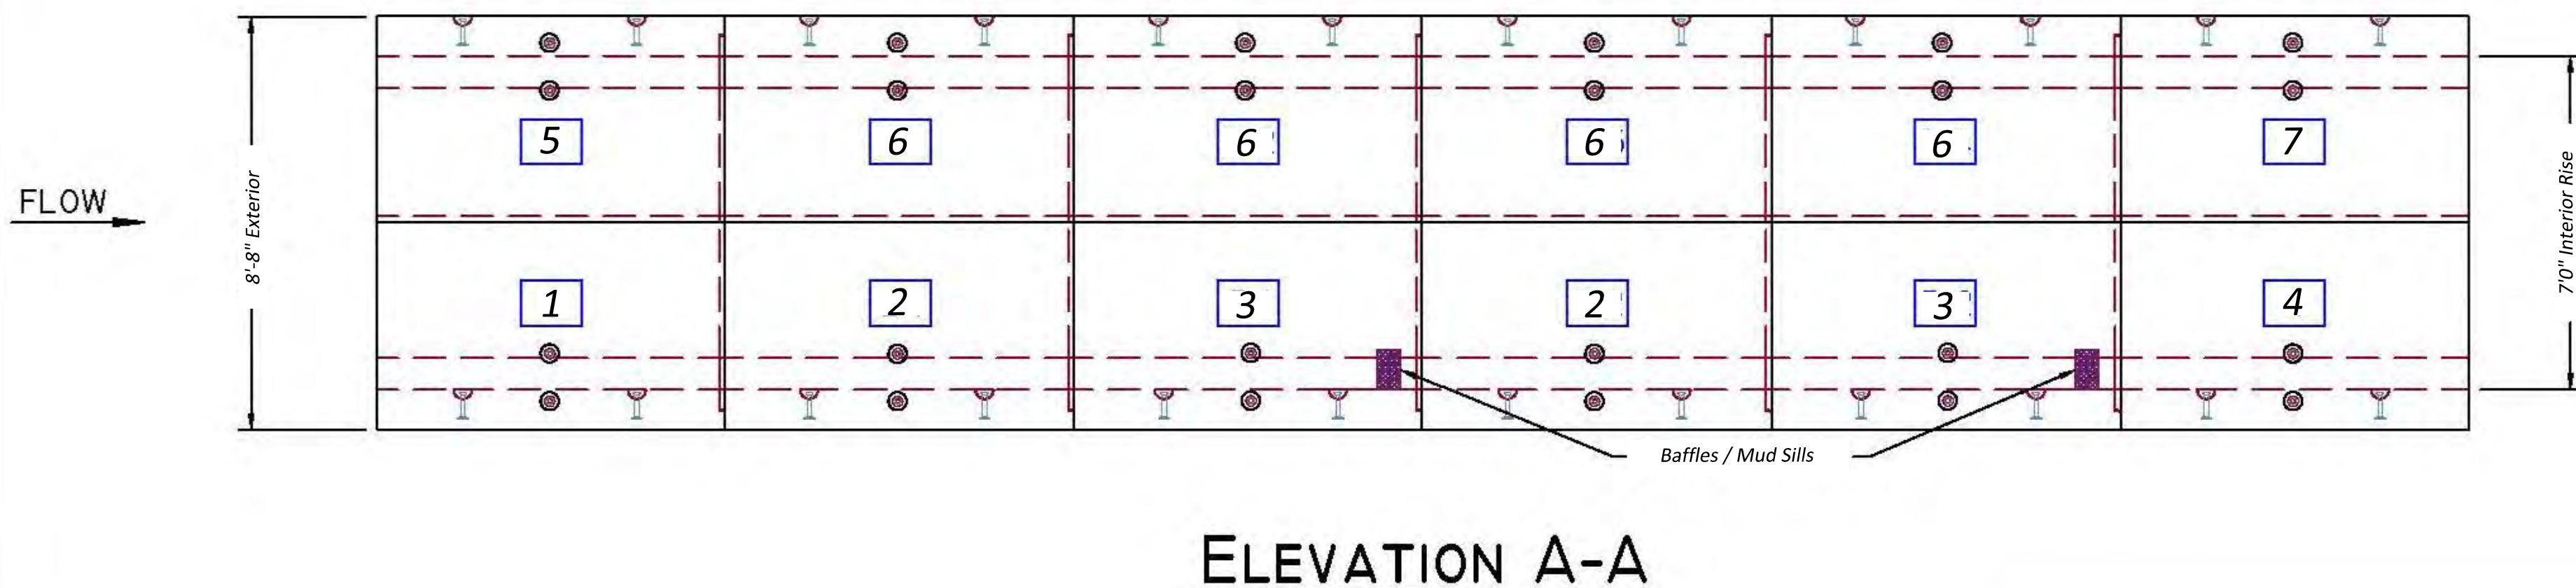 8'-8" Exterior
FLOW
5 6 6 6 6 7
1 2 3 2 3 4
7'0" Interior Rise
Baffles / Mud Sills
ELEVATION A-A